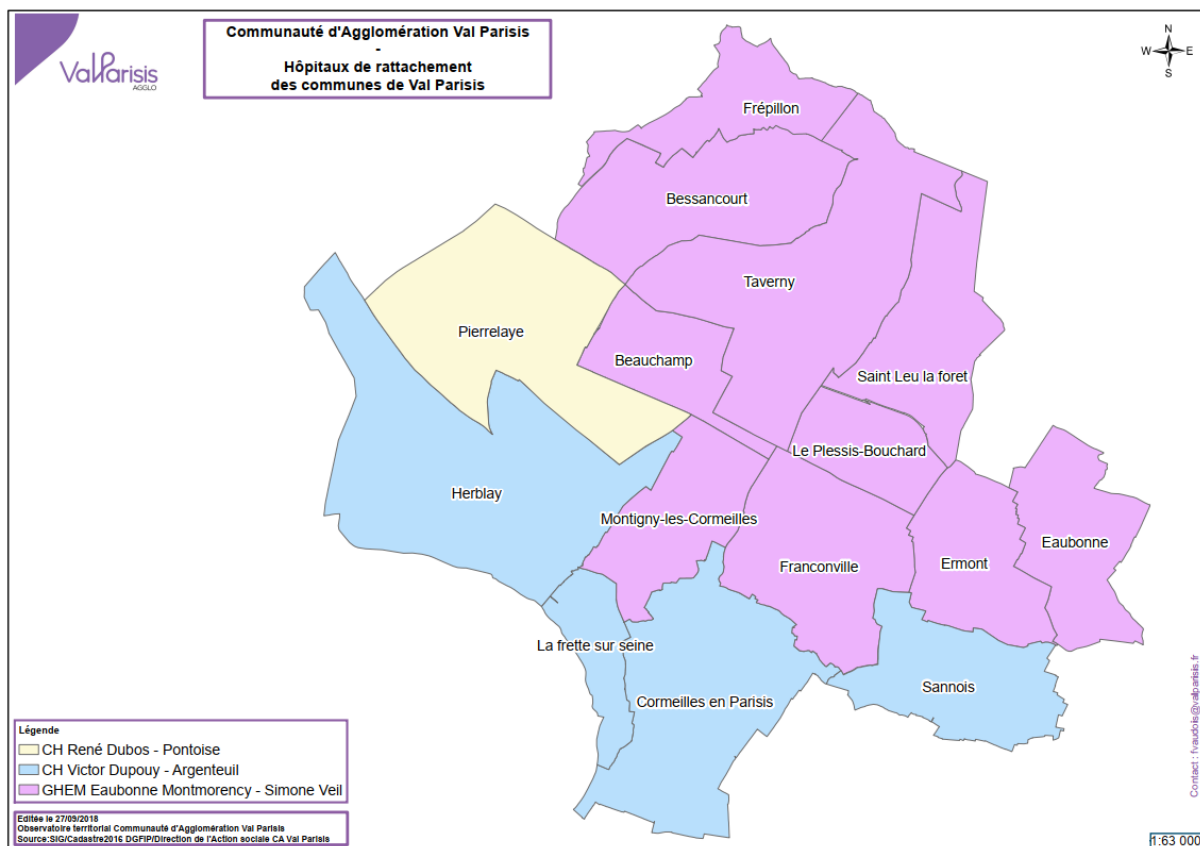 ValParisis
AGGLO
Communauté d'Agglomération Val Parisis
-
Hôpitaux de rattachement
des communes de Val Parisis
N
W E
S
Frépillon
Bessancourt
Taverny
Pierrelaye
Beauchamp
Saint Leu la foret
Le Plessis-Bouchard
Herblay
Montigny-les-Cormeilles
Eaubonne
Franconville
Ermont
La frette sur seine
Sannois
Cormeilles en Parisis
Légende
CH René Dubos - Pontoise
CH Victor Dupouy - Argenteuil
GHEM Eaubonne Montmorency - Simone Veil
Editée le 27/09/2018
Observatoire territorial Communauté d'Agglomération Val Parisis
Source:SIG/Cadastre2016 DGFIP/Direction de l'Action sociale CA Val Parisis
Contact : fvaudois@valparisis.fr
1:63 000